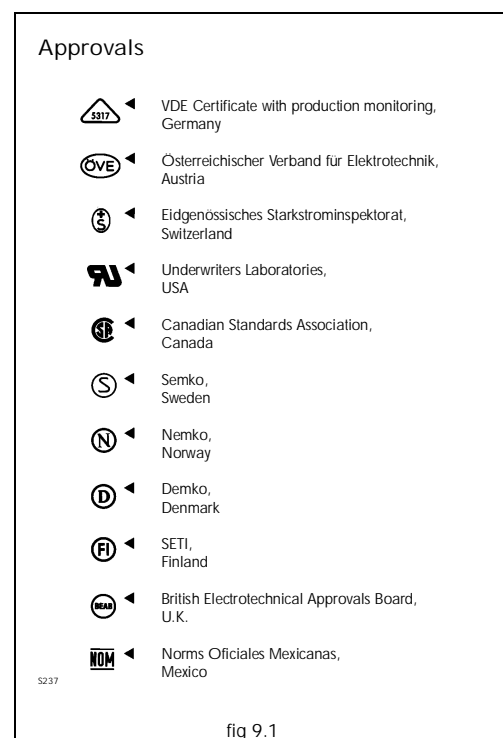 Approvals
5317
VDE Certificate with production monitoring,
Germany
ÖVE
Österreichischer Verband für Elektrotechnik,
Austria
+
S
Eidgenössisches Starkstrominspektorat,
Switzerland
RU
Underwriters Laboratories,
USA
SA
Canadian Standards Association,
Canada
S
Semko,
Sweden
N
Nemko,
Norway
D
Demko,
Denmark
FI
SETI,
Finland
BEAB
British Electrotechnical Approvals Board,
U.K.
NOM
Norms Oficiales Mexicanas,
Mexico
S237
fig 9.1